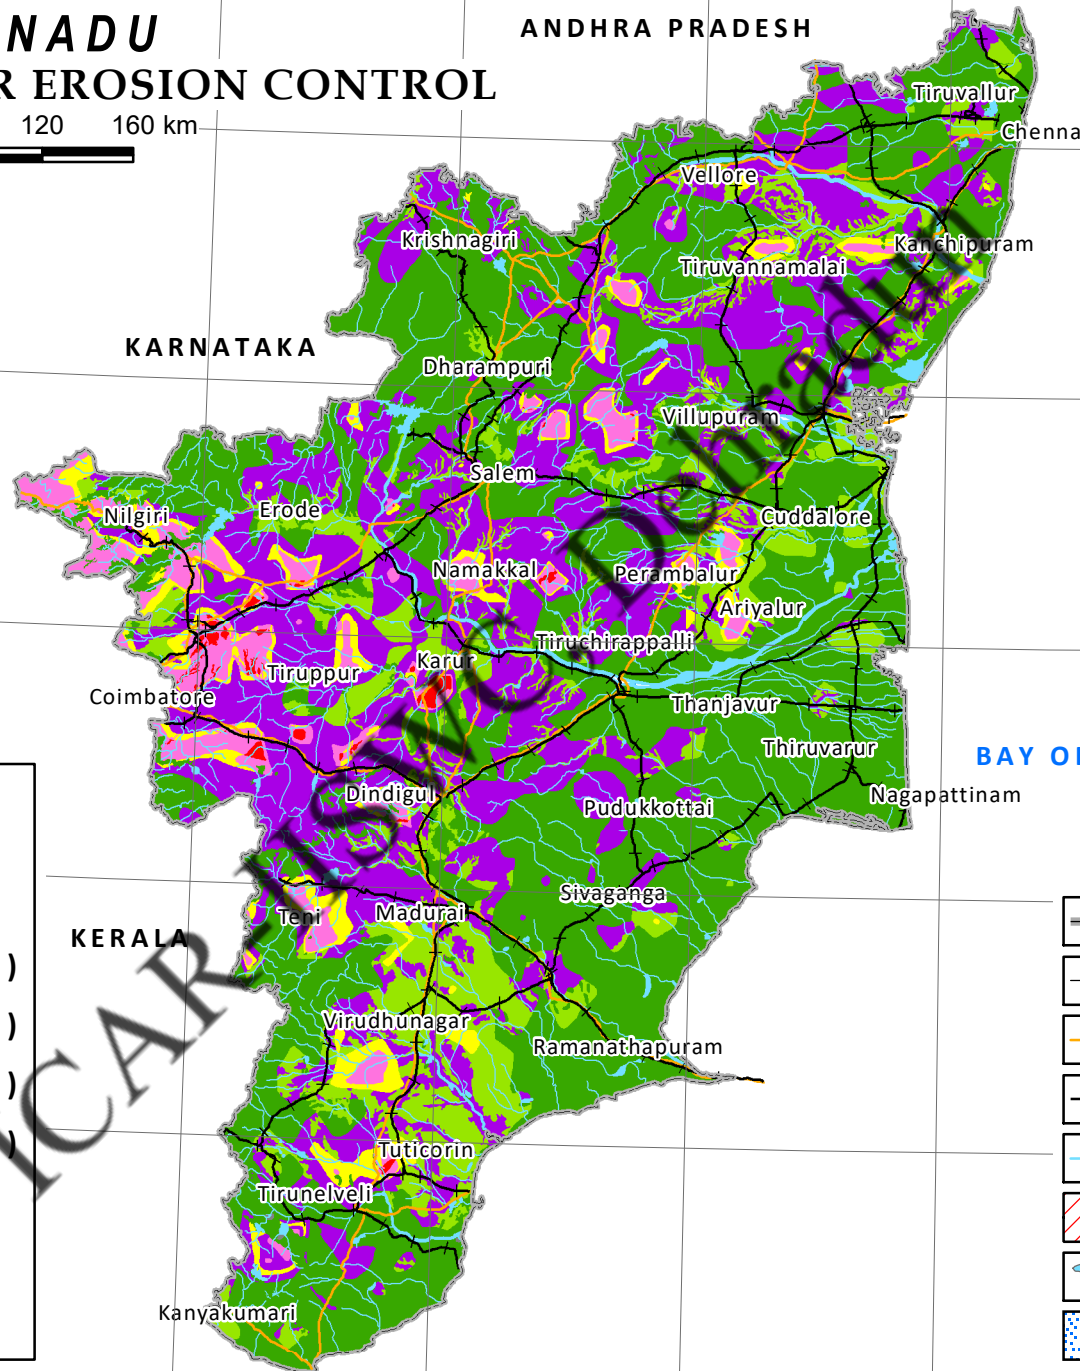 NADU
R EROSION CONTROL
120 160 km
ANDHRA PRADESH
Tiruvallur
Chenna
Vellore
Krishnagiri
Kanchipuram
Tiruvannamalai
KARNATAKA
Dharampuri
Villupuram
Salem
Nilgiri
Erode
Cuddalore
Namakkal
Perambalur
Ariyalur
Tiruchirappalli
Karur
Tiruppur
Coimbatore
Thanjavur
Thiruvarur
BAY O
Dindigul
Nagapattinam
Pudukkottai
Sivaganga
Teni
Madurai
KERALA
)
)
)
)
Virudhunagar
Ramanathapuram
Tuticorin
Tirunelveli
Kanyakumari
ICAR-IISWC, Dehradun